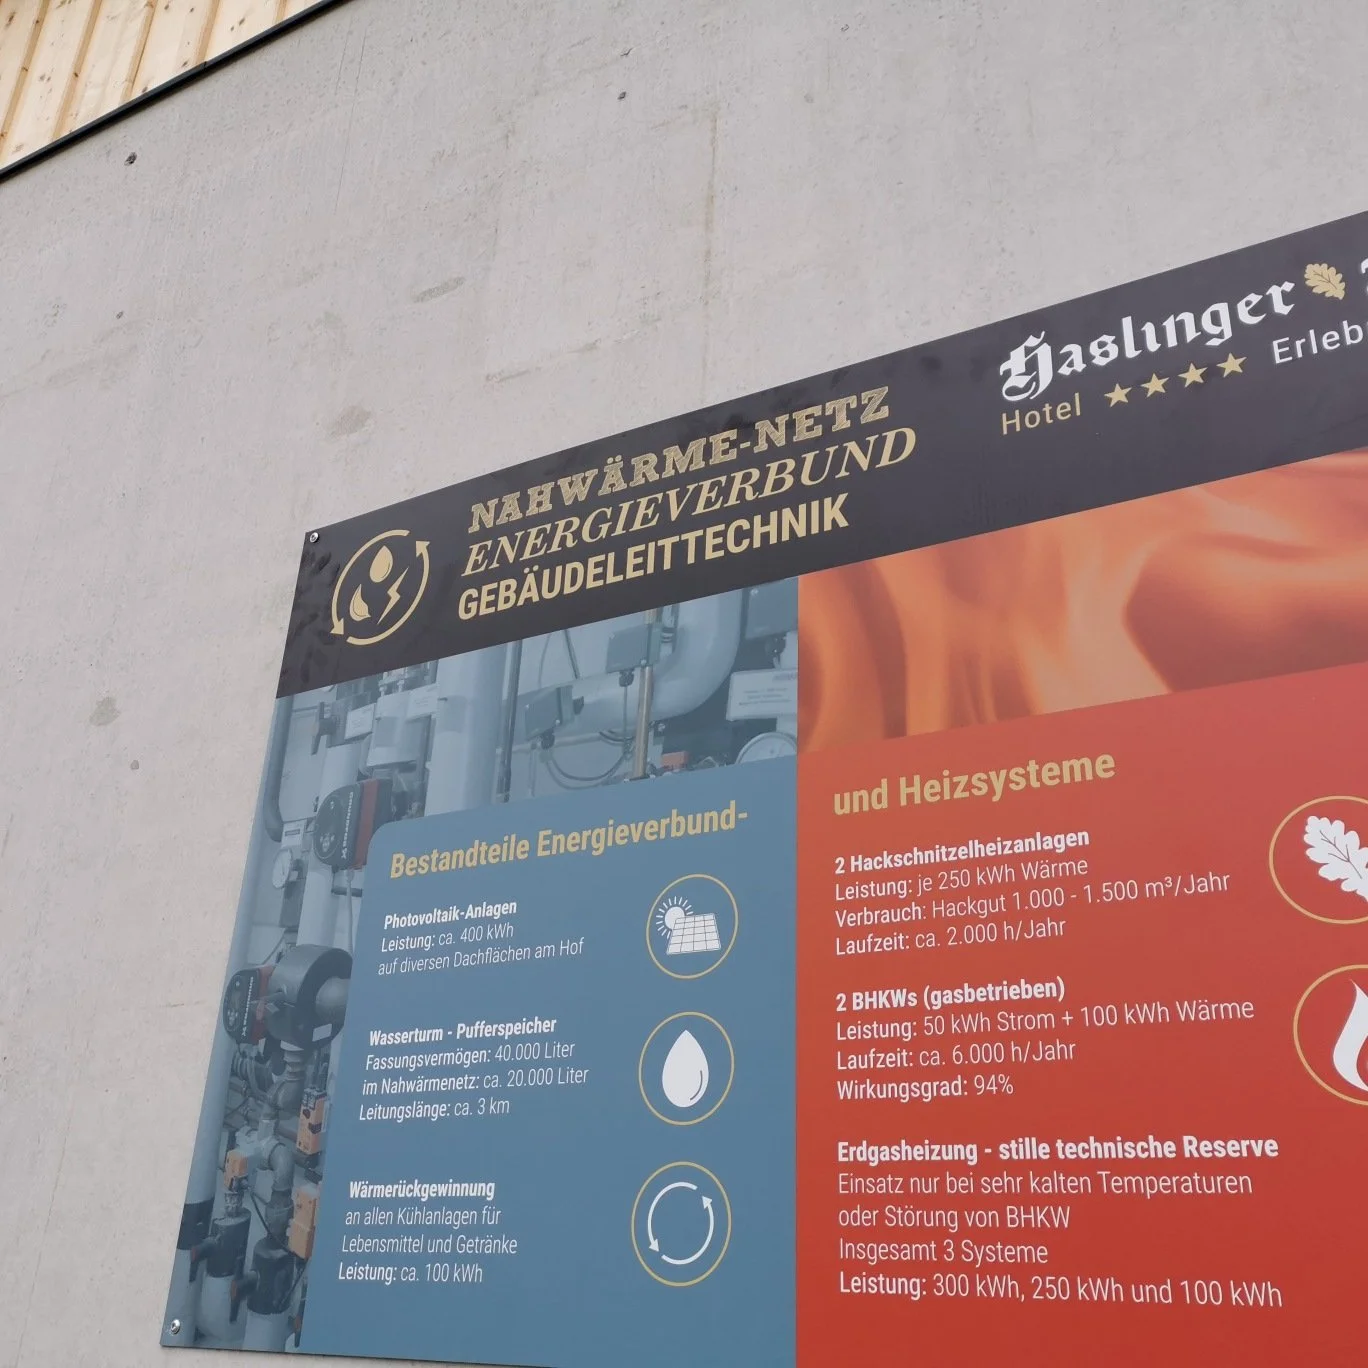 Haslinger
Hotel ★★★★
NAHWÄRME-NETZ
ENERGIEVERBUND
GEBÄUDELEITTECHNIK
Bestandteile Energieverbund-
Photovoltaik-Anlagen
Leistung: ca. 400 kWh
auf diversen Dachflächen am Hof
Wasserturm - Pufferspeicher
Fassungsvermögen: 40.000 Liter
im Nahwärmenetz: ca. 20.000 Liter
Leitungslänge: ca. 3 km
Wärmerückgewinnung
an allen Kühlanlagen für
Lebensmittel und Getränke
Leistung: ca. 100 kWh
und Heizsysteme
2 Hackschnitzelheizanlagen
Leistung: je 250 kWh Wärme
Verbrauch: Hackgut 1.000 - 1.500 m³/Jahr
Laufzeit: ca. 2.000 h/Jahr
2 BHKWs (gasbetrieben)
Leistung: 50 kWh Strom + 100 kWh Wärme
Laufzeit: ca. 6.000 h/Jahr
Wirkungsgrad: 94%
Erdgasheizung - stille technische Reserve
Einsatz nur bei sehr kalten Temperaturen
oder Störung von BHKW
Insgesamt 3 Systeme
Leistung: 300 kWh, 250 kWh und 100 kWh